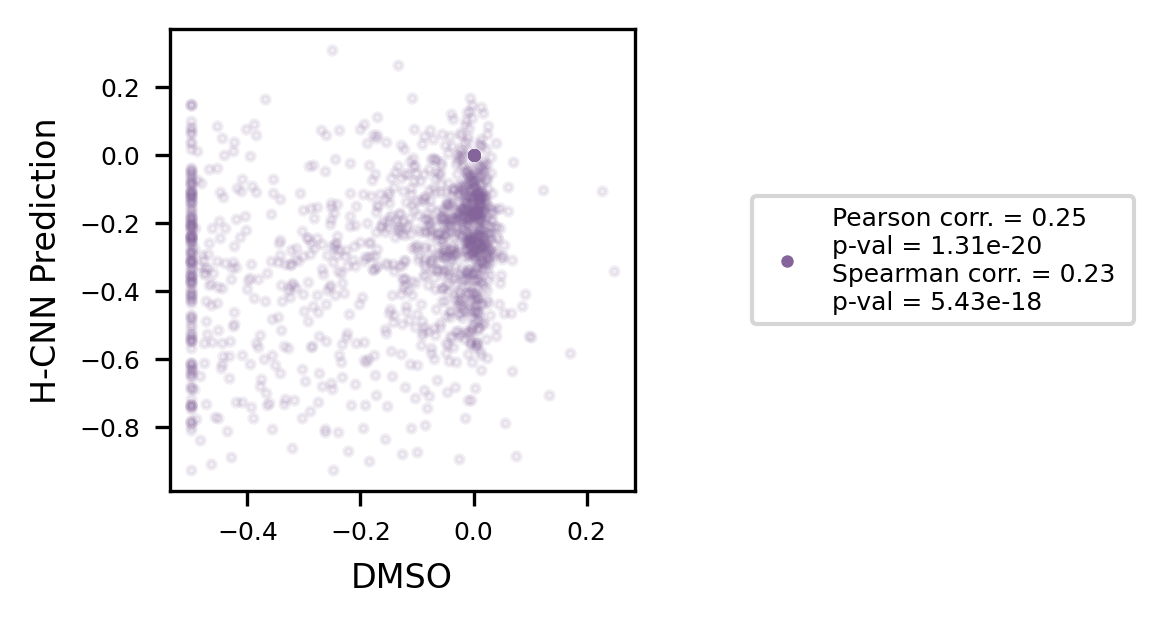 H-CNN Prediction
0.2
0.0
−0.2
−0.4
−0.6
−0.8
−0.4
−0.2
0.0
0.2
DMSO
Pearson corr. = 0.25
p-val = 1.31e-20
Spearman corr. = 0.23
p-val = 5.43e-18